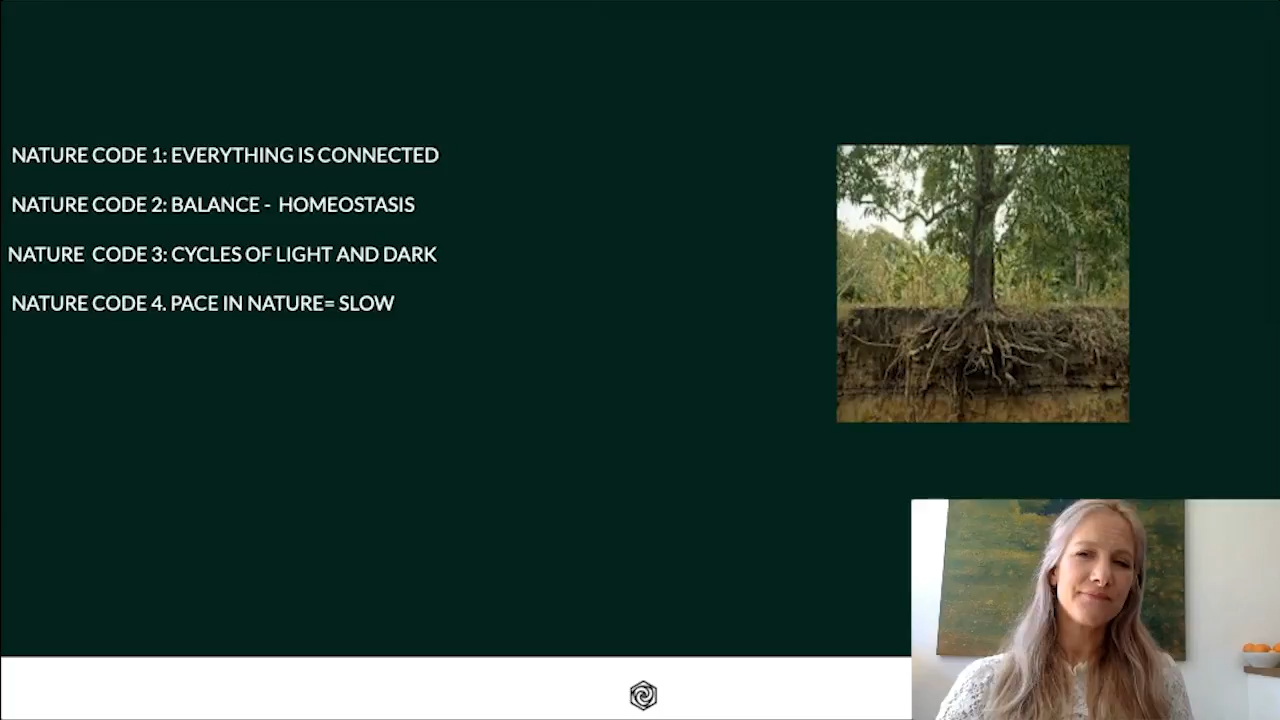 NATURE CODE 1: EVERYTHING IS CONNECTED
NATURE CODE 2: BALANCE -  HOMEOSTASIS
NATURE  CODE 3: CYCLES OF LIGHT AND DARK
NATURE CODE 4. PACE IN NATURE= SLOW